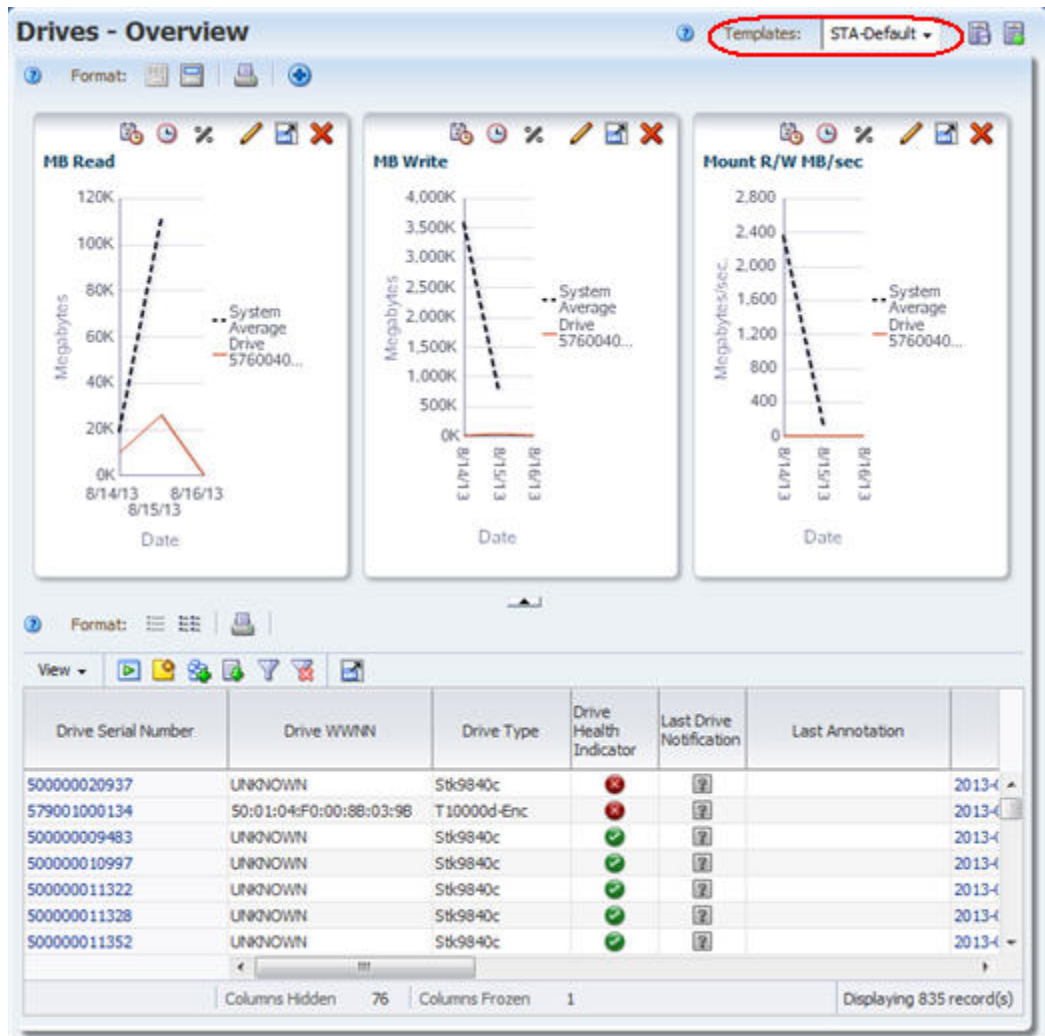 Drives - Overview
Templates: STA-Default
Format:
MB Read
120K
100K
80K
60K
40K
20K
0K
Megabytes
8/14/13
8/15/13
8/16/13
Date
System
Average
Drive
5760040...
MB Write
4,000K
3,500K
3,000K
2,500K
2,000K
1,500K
1,000K
500K
0K
Megabytes
8/14/13
8/15/13
8/16/13
Date
System
Average
Drive
5760040...
Mount R/W MB/sec
2,800
2,400
2,000
1,600
1,200
800
400
0
Megabytes/sec.
8/14/13
8/15/13
8/16/13
Date
System
Average
Drive
5760040...
Format:
View
Drive Serial Number Drive WWNN Drive Type Drive Health Indicator Last Drive Notification Last Annotation
500000020937 UNKNOWN Stk9840c 2013-
579001000134 50:01:04:F0:00:8B:03:9B T10000d-Enc 2013-
500000009483 UNKNOWN Stk9840c 2013-
500000010997 UNKNOWN Stk9840c 2013-
500000011322 UNKNOWN Stk9840c 2013-
500000011328 UNKNOWN Stk9840c 2013-
500000011352 UNKNOWN Stk9840c 2013-
Columns Hidden 76 Columns Frozen 1 Displaying 835 record(s)